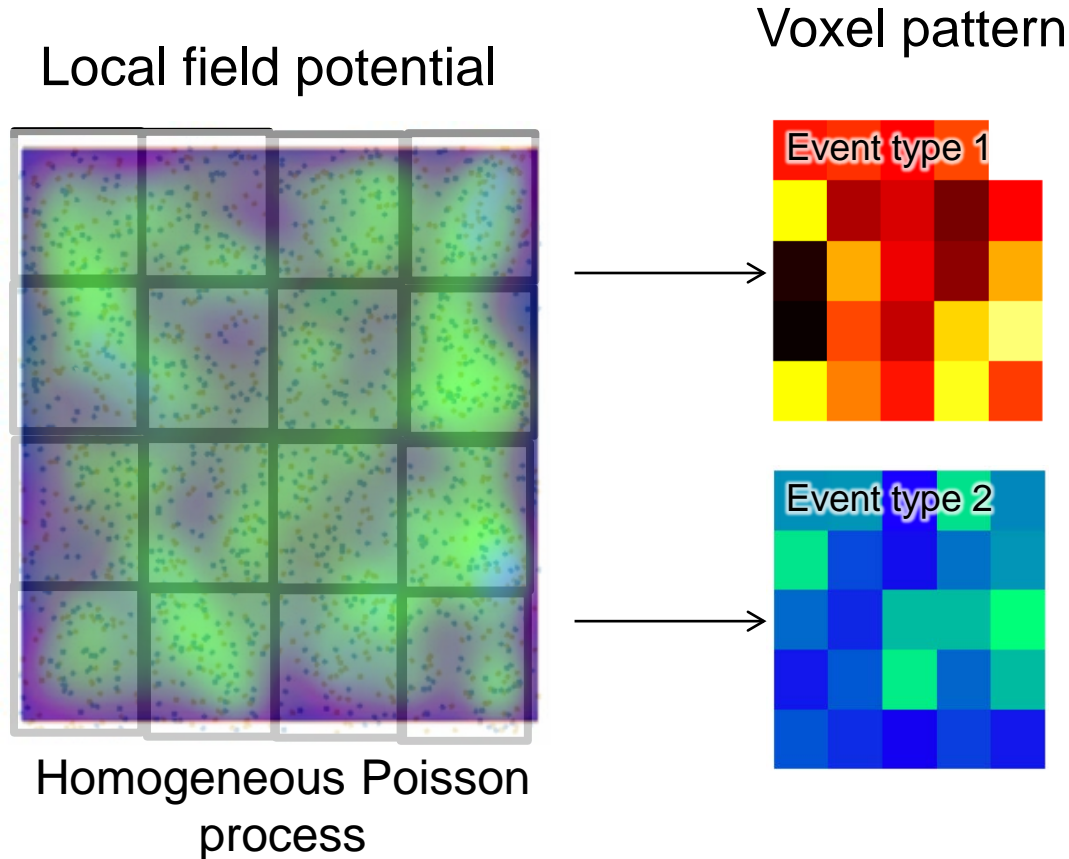 Local field potential
Voxel pattern
Event type 1
Event type 2
Homogeneous Poisson
process